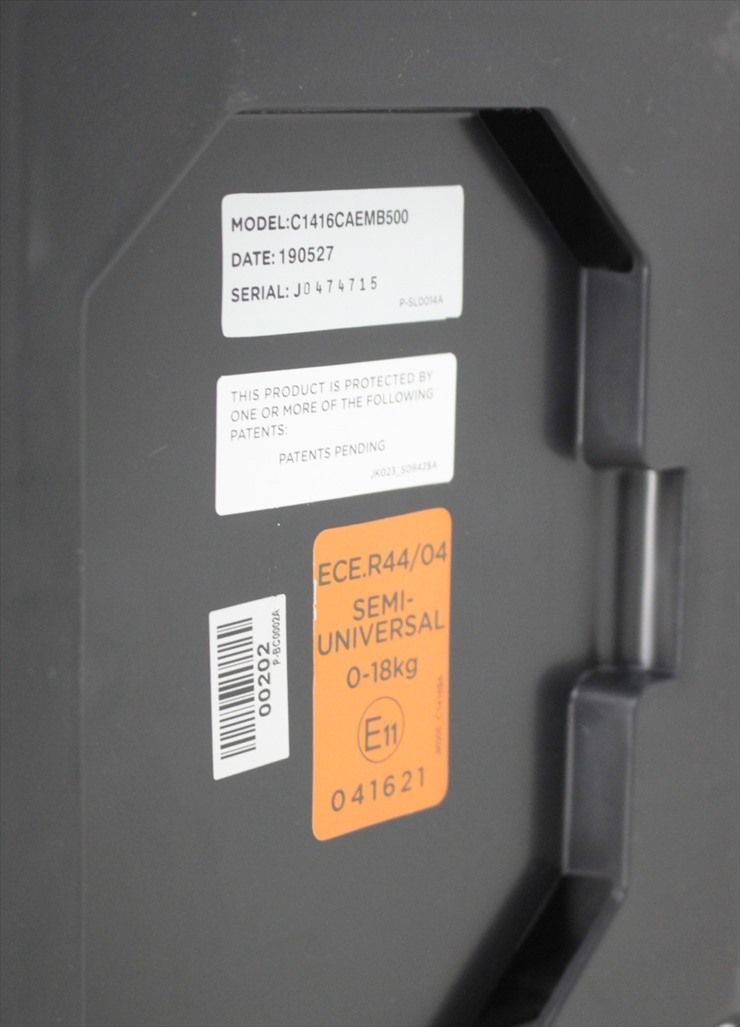 MODEL:C1416CAEMB500
DATE: 190527
SERIAL: J0474715
P-SL0014A
THIS PRODUCT IS PROTECTED BY
ONE OR MORE OF THE FOLLOWING
PATENTS:
PATENTS PENDING
JK023_S09428A
ECE.R44/04
SEMI-
UNIVERSAL
0-18kg
E11
041621
00202
P-BC0002A